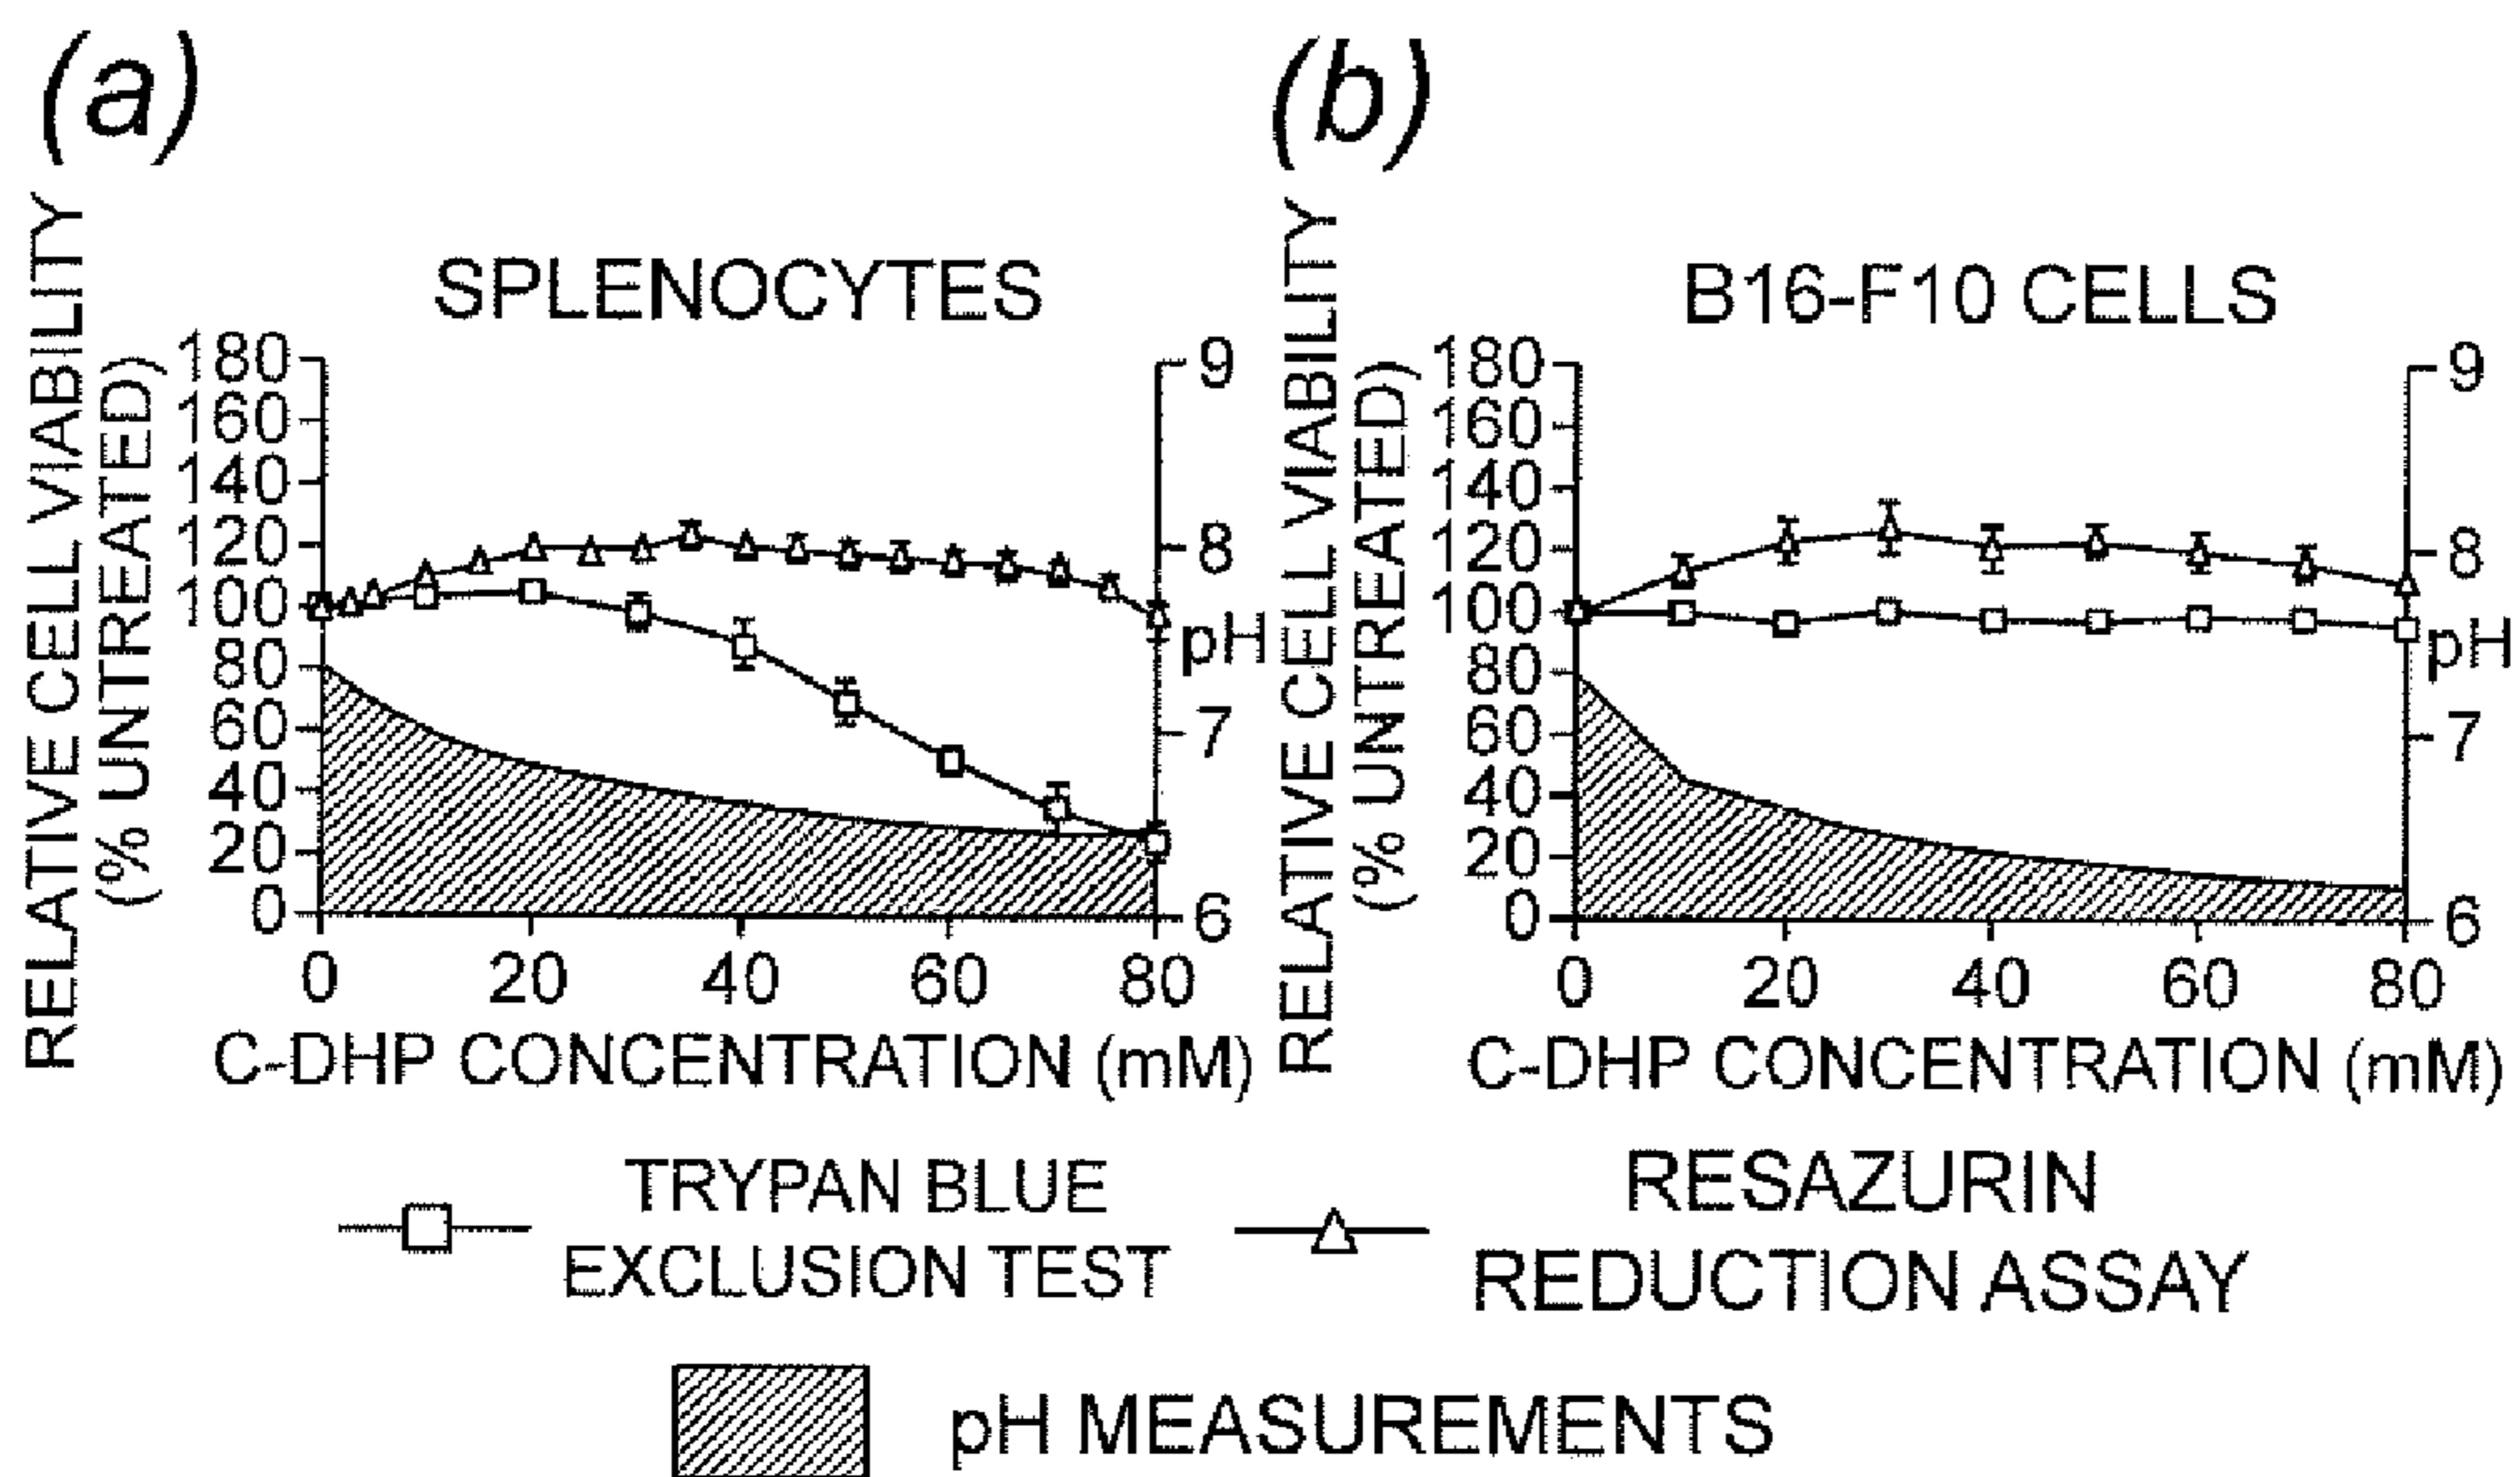 (a)
SPLENOCYTES
RELATIVE CELL VIABILITY
(% UNTREATED)
180
160
140
120
100
80
60
40
20
0
9
8
pH
7
6
0 20 40 60 80
C-DHP CONCENTRATION (mM)
(b)
B16-F10 CELLS
RELATIVE CELL VIABILITY
(% UNTREATED)
180
160
140
120
100
80
60
40
20
0
9
8
pH
7
6
0 20 40 60 80
C-DHP CONCENTRATION (mM)
TRYPAN BLUE
EXCLUSION TEST
RESAZURIN
REDUCTION ASSAY
pH MEASUREMENTS